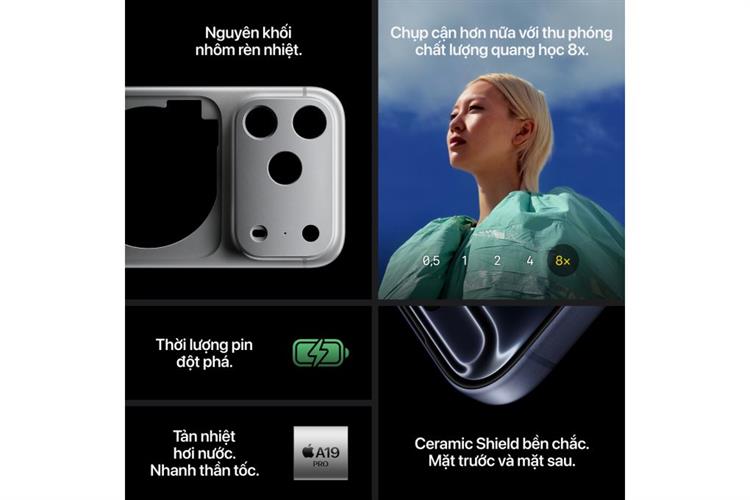 Nguyên khối
nhôm rèn nhiệt.
Chụp cận hơn nữa với thu phóng
chất lượng quang học 8x.
0,5 1 2 4 8×
Thời lượng pin
đột phá.
Tản nhiệt
hơi nước.
Nhanh thần tốc.
A19
PRO
Ceramic Shield bền chắc.
Mặt trước và mặt sau.